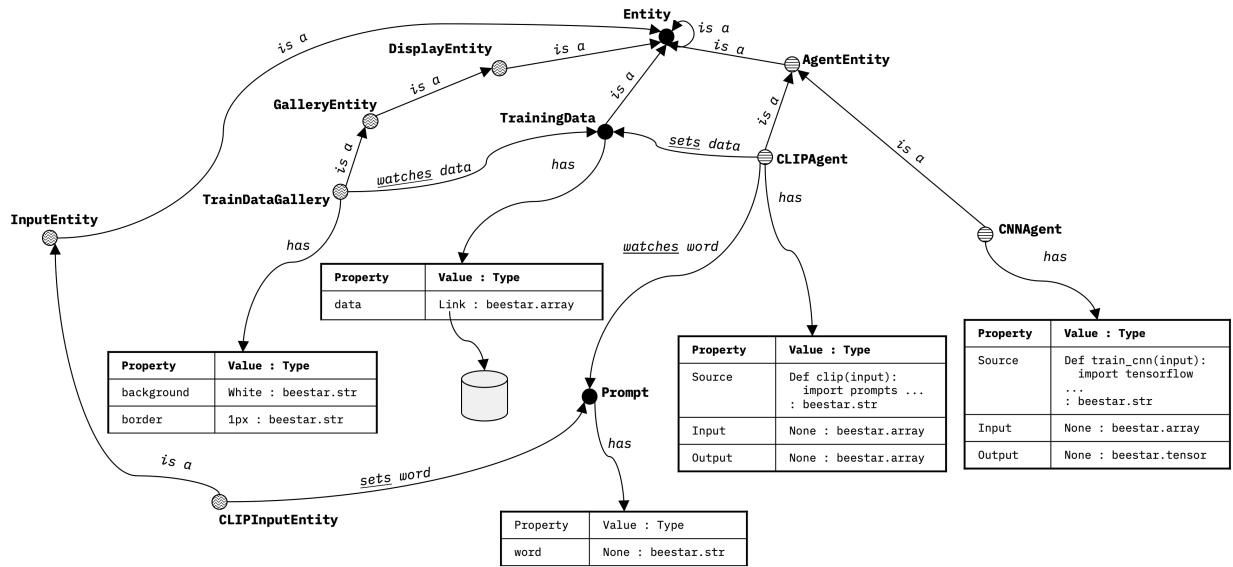 Entity
is a
is a
DisplayEntity
is a
is a
AgentEntity
is a
GalleryEntity
is a
is a
TrainingData
sets data
CLIPAgent
is a
is a
watches data
has
TrainDataGallery
has
InputEntity
CNNAgent
has
watches word
has
Property Value : Type
data Link : beestar.array
Property Value : Type
background White : beestar.str
border 1px : beestar.str
Property Value : Type
Source Def clip(input):
import prompts ...
: beestar.str
Input None : beestar.array
Output None : beestar.array
Property Value : Type
Source Def train_cnn(input):
import tensorflow
...
: beestar.str
Input None : beestar.array
Output None : beestar.tensor
Prompt
has
is a
sets word
CLIPInputEntity
Property Value : Type
word None : beestar.str